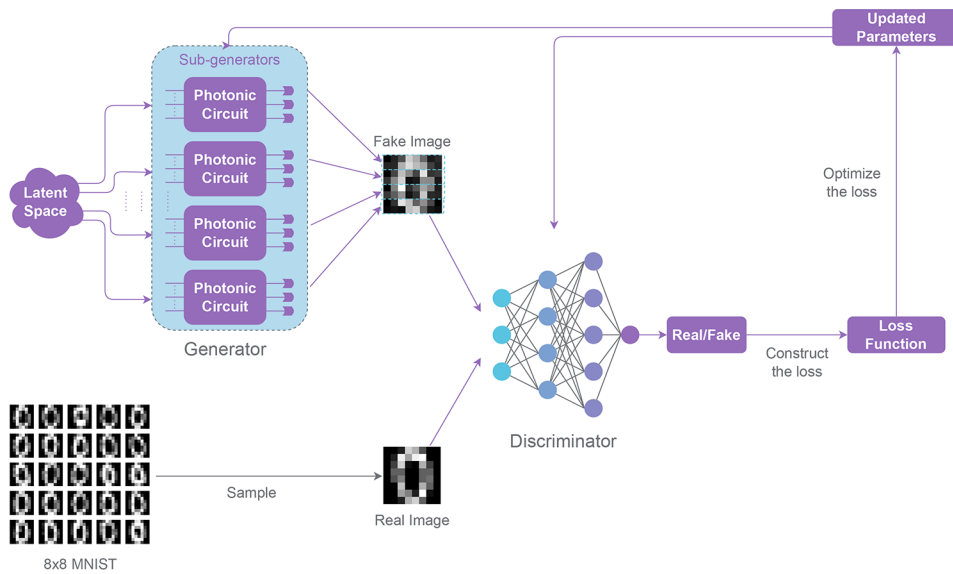 Updated
Parameters
Sub-generators
Photonic
Circuit
Photonic
Circuit
Photonic
Circuit
Photonic
Circuit
Latent
Space
Generator
Fake Image
Optimize
the loss
Real/Fake
Construct
the loss
Loss
Function
Discriminator
Sample
Real Image
8x8 MNIST